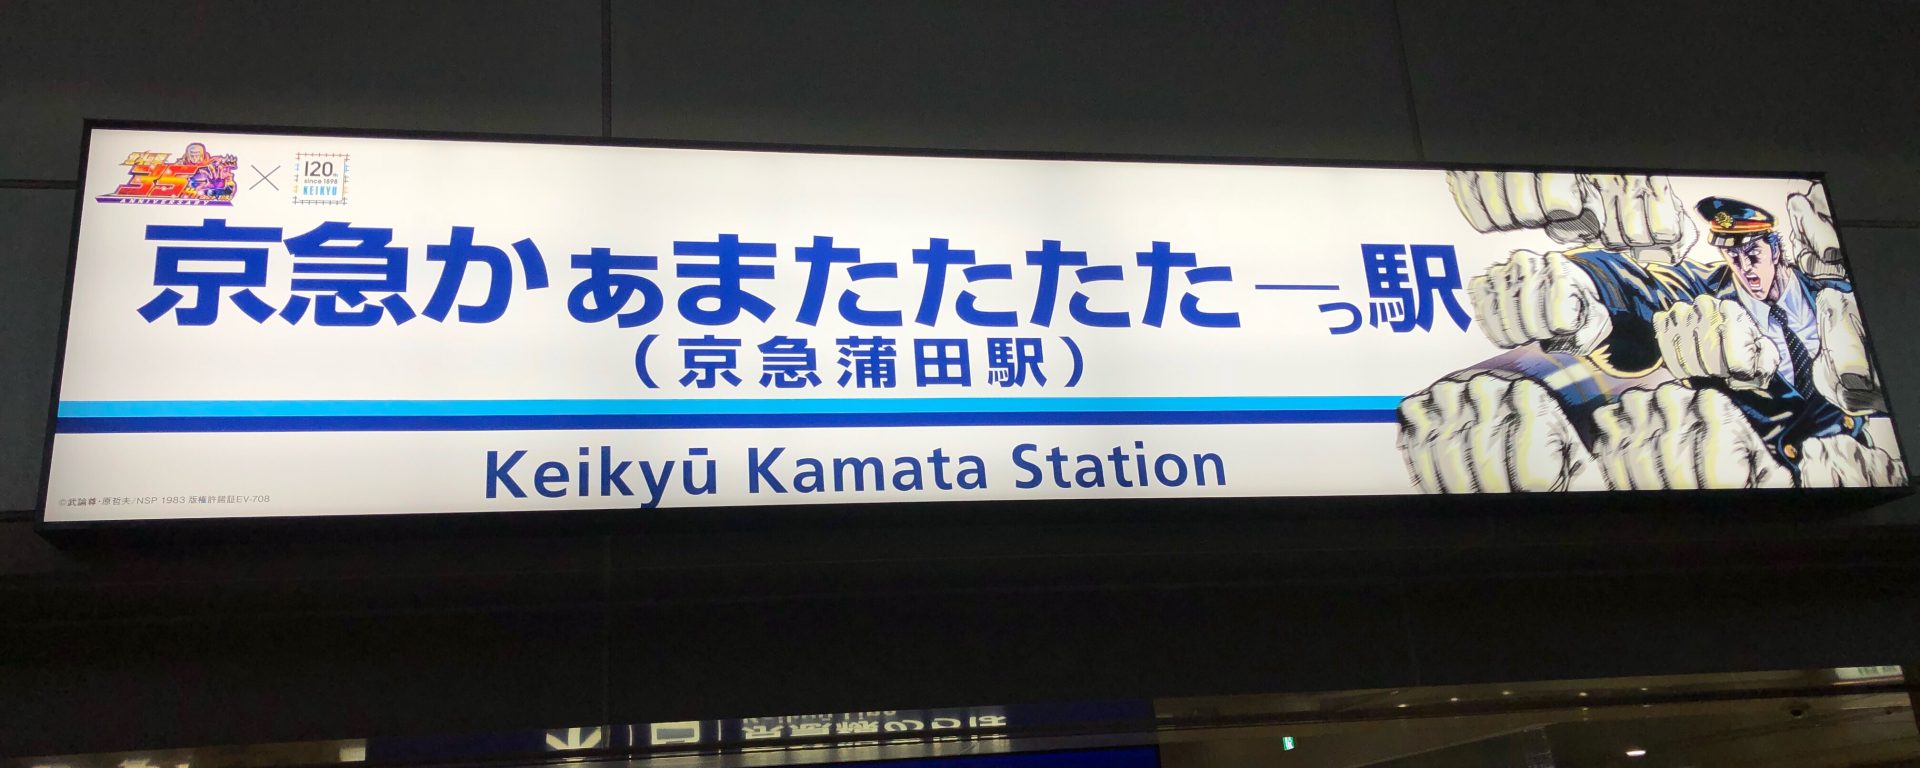 35
ANNIVERSARY
×
120th
since 1898
KEIKYU
京急かぁまたたたたーっ駅
(京急蒲田駅)
Keikyū Kamata Station
©武論尊・原哲夫/NSP 1983 版権許諾証EV-708